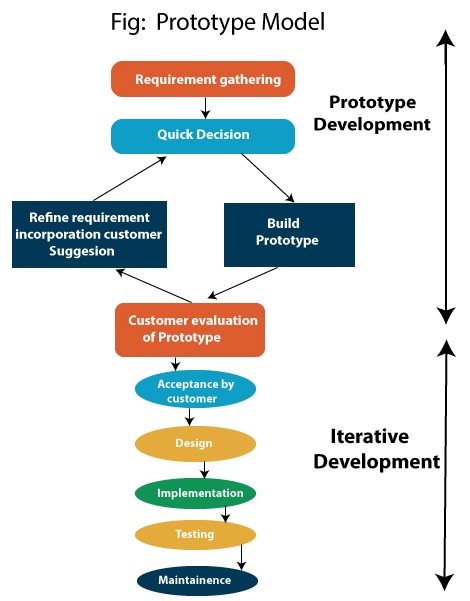 Fig: Prototype Model
Requirement gathering
Quick Decision
Prototype
Development
Refine requirement
incorporation customer
Suggesion
Build
Prototype
Customer evaluation
of Prototype
Acceptance by
customer
Design
Iterative
Development
Implementation
Testing
Maintainence